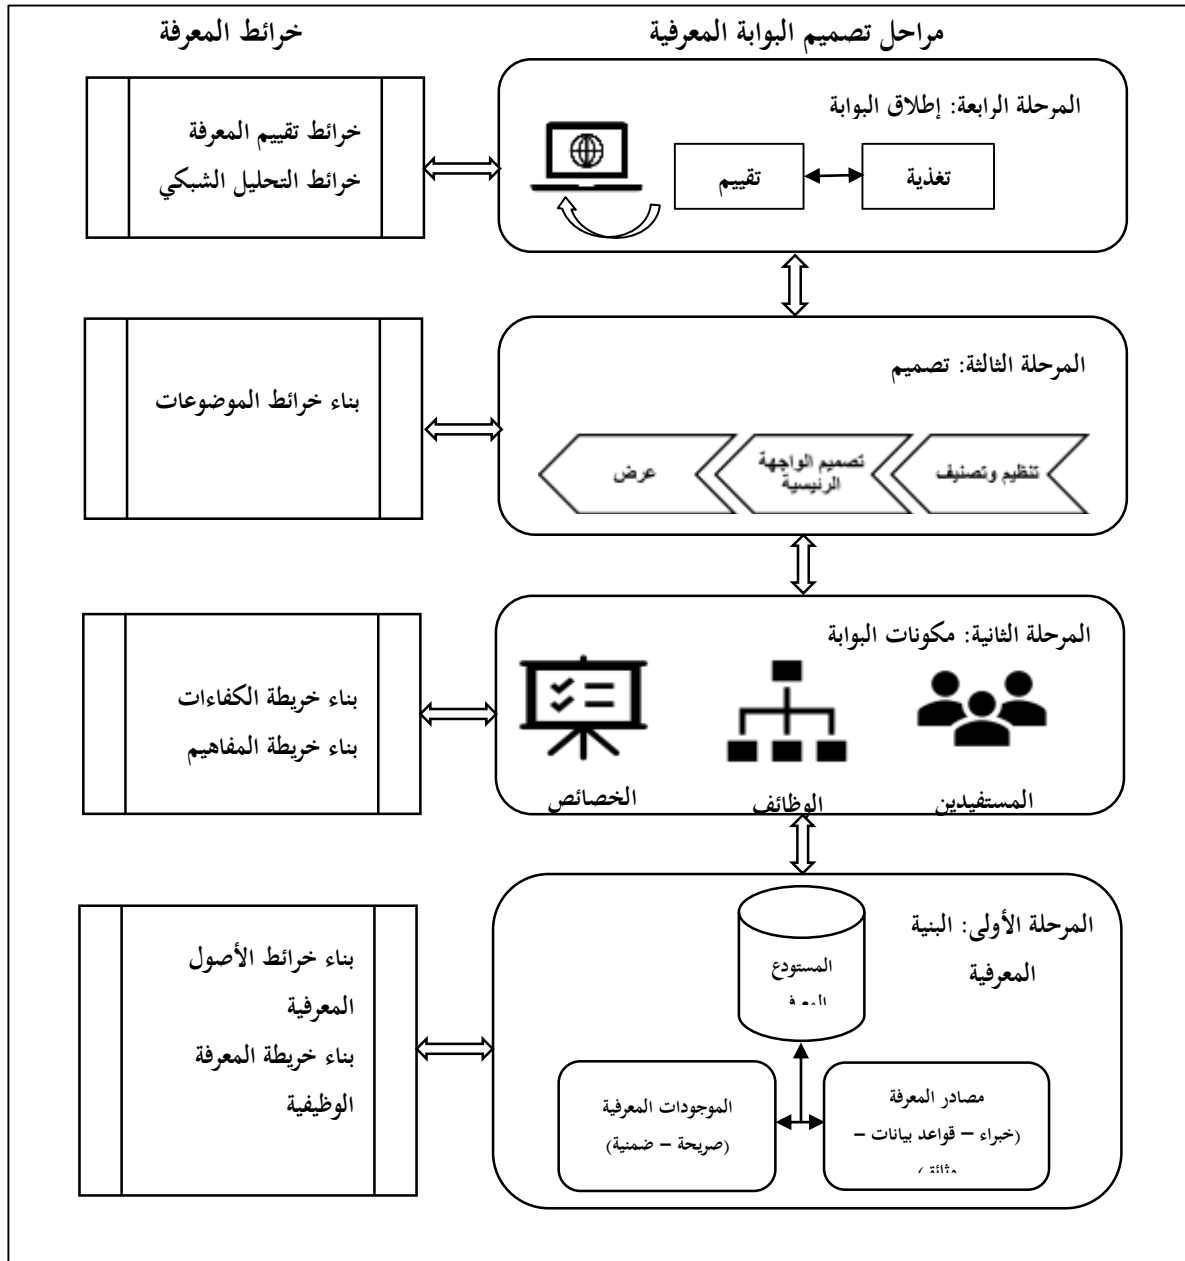 مراحل تصميم البوابة المعرفية
خرائط المعرفة
المرحلة الرابعة: إطلاق البوابة
تغذية
تقييم
خرائط تقييم المعرفة
خرائط التحليل الشبكي
المرحلة الثالثة: تصميم
تنظيم وتصنيف
تصميم الواجهة
الرئيسية
عرض
بناء خرائط الموضوعات
المرحلة الثانية: مكونات البوابة
المستفيدين
الوظائف
الخصائص
بناء خريطة الكفاءات
بناء خريطة المفاهيم
المرحلة الأولى: البنية
المعرفية
المستودع
مصادر المعرفة
(خبراء – قواعد بيانات –
الموجودات المعرفية
(صريحة – ضمنية)
بناء خرائط الأصول
المعرفية
بناء خريطة المعرفة
الوظيفية